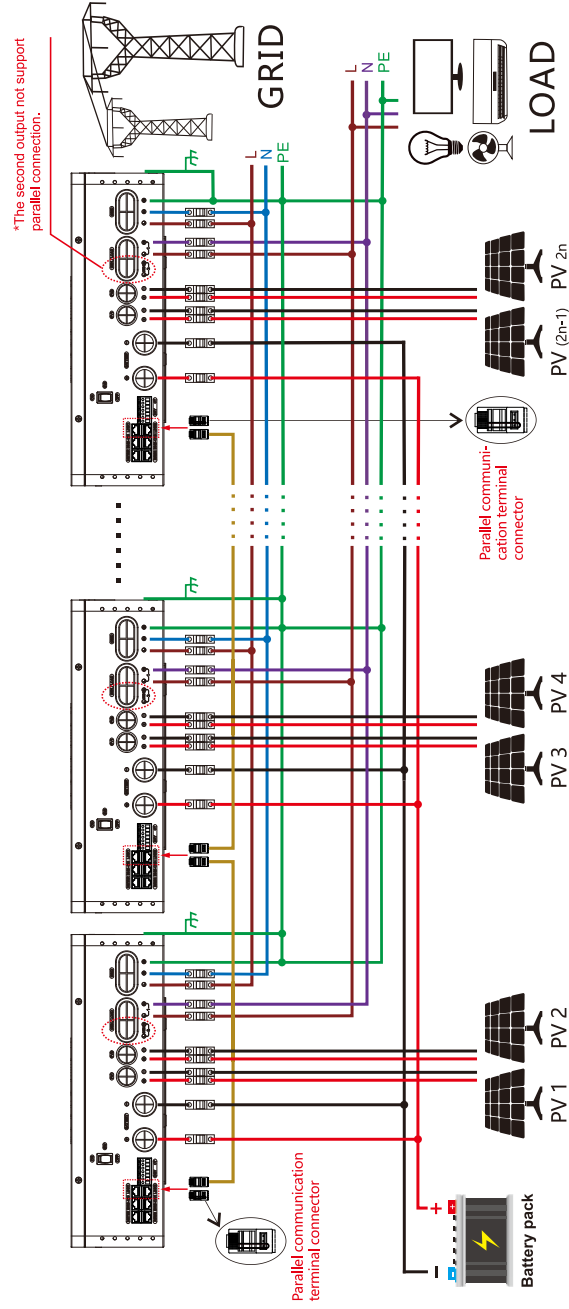 *The second output not support
parallel connection.
GRID
L
N
PE
L
N
PE
LOAD
PV 2n
PV (2n-1)
Parallel communi-
cation terminal
connector
PV 4
PV 3
PV 2
PV 1
Parallel communication
terminal connector
+
−
+
−
Battery pack